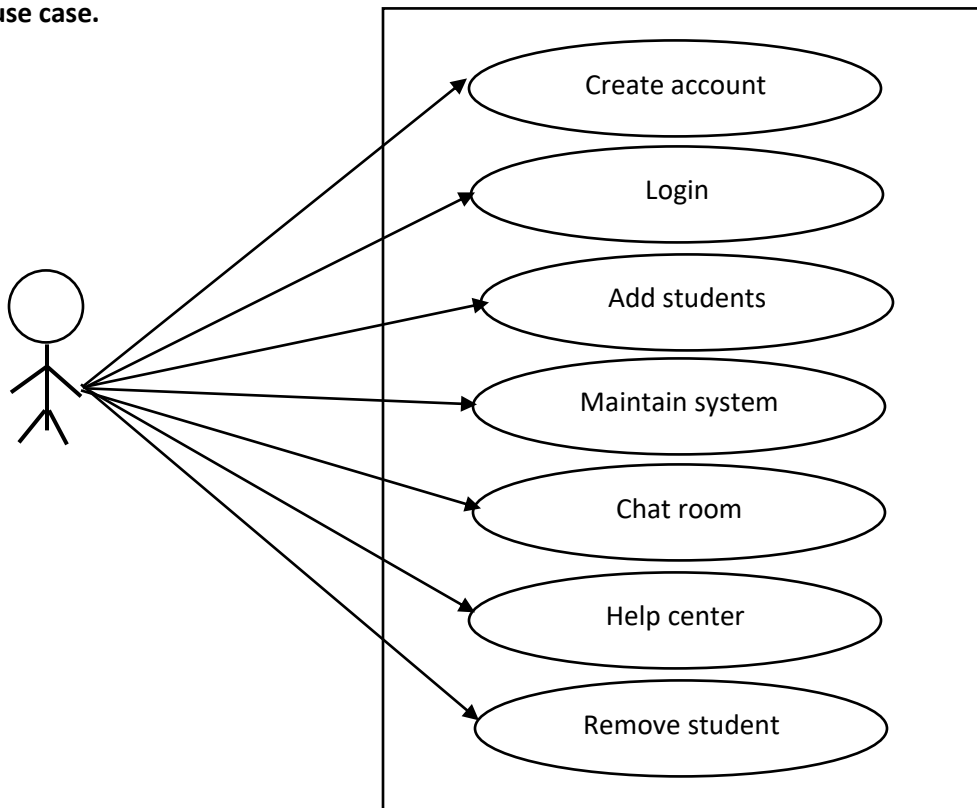 use case.
Create account
Login
Add students
Maintain system
Chat room
Help center
Remove student